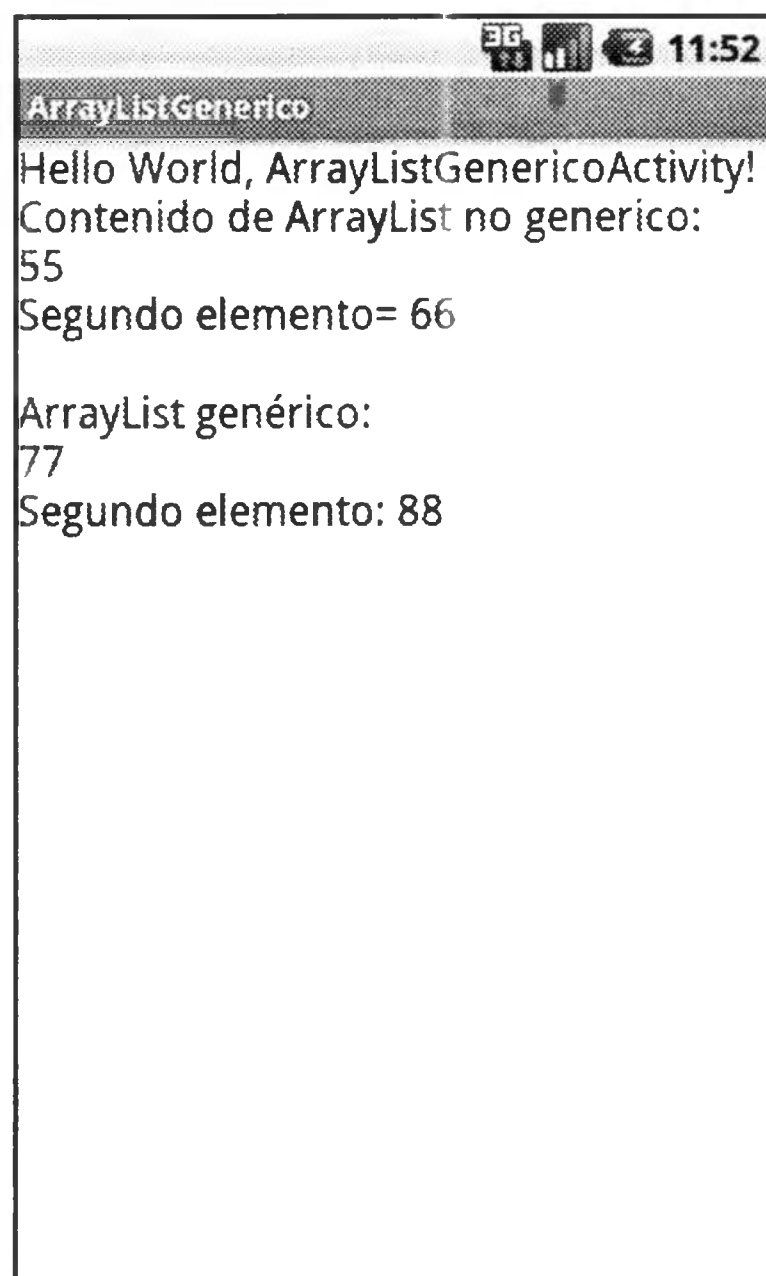 3G
11:52
ArrayListGenerico
Hello World, ArrayListGenericoActivity!
Contenido de ArrayList no generico:
55
Segundo elemento= 66
ArrayList genérico:
77
Segundo elemento: 88